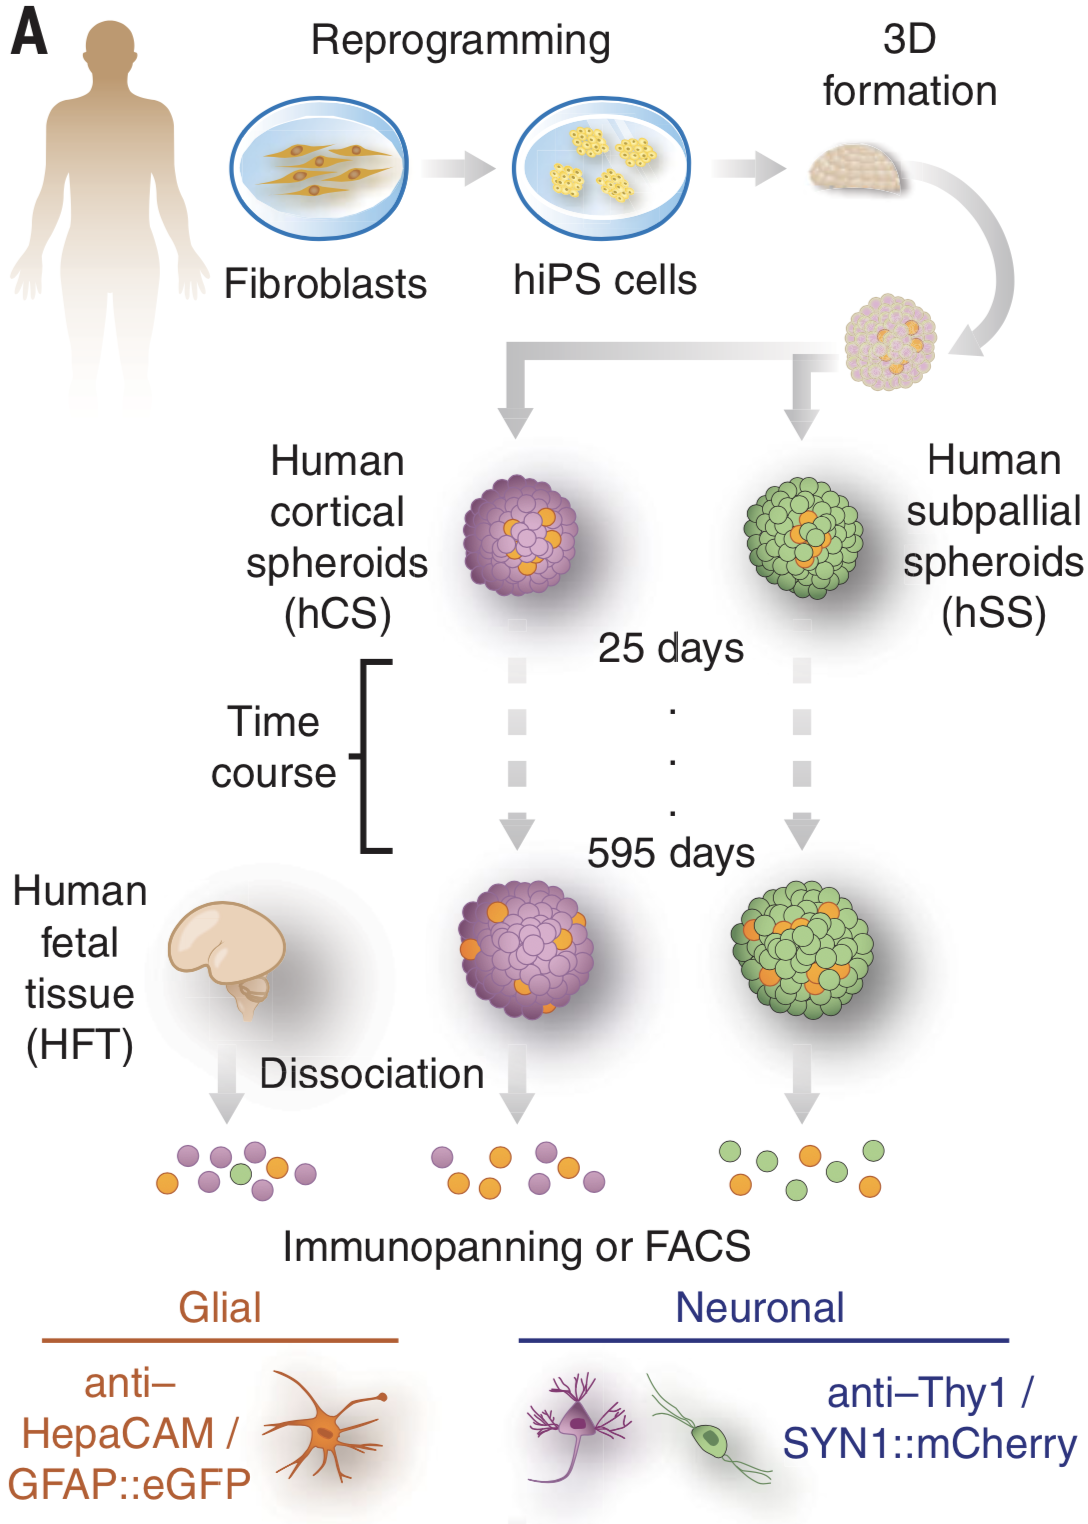 A
Reprogramming
3D
formation
Fibroblasts
hiPS cells
Human
cortical
spheroids
(hCS)
Human
subpallial
spheroids
(hSS)
25 days
.
.
.
595 days
Time
course
Human
fetal
tissue
(HFT)
Dissociation
Immunopanning or FACS
Glial
Neuronal
anti–
HepaCAM /
GFAP::eGFP
anti–Thy1 /
SYN1::mCherry